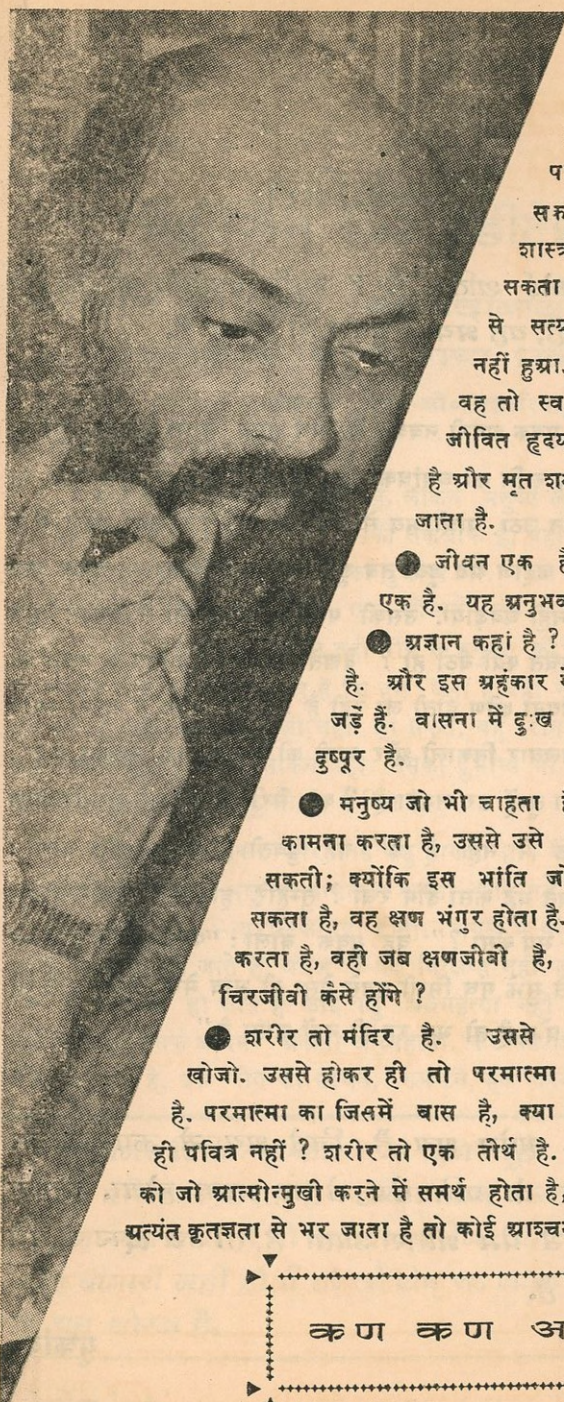 प
सक
शास्त्र
सकता
से सत्य
नहीं हुआ.
वह तो स्व
जीवित हृदय
है और मृत शब
जाता है.
● जीवन एक है
एक है. यह अनुभव
● अज्ञान कहां है ?
है. और इस अहंकार मे
जड़ें हैं. वासना में दुःख
दुष्पूर है.
● मनुष्य जो भी चाहता है
कामना करता है, उससे उसे
सकती; क्योंकि इस भांति जो
सकता है, वह क्षण भंगुर होता है.
करता है, वही जब क्षणजीवी है,
चिरजीवी कैसे होंगे ?
● शरीर तो मंदिर है. उससे
खोजो. उससे होकर ही तो परमात्मा
है. परमात्मा का जिसमें वास है, क्या
ही पवित्र नहीं ? शरीर तो एक तीर्थ है.
को जो आत्मोन्मुखी करने में समर्थ होता है,
अत्यंत कृतज्ञता से भर जाता है तो कोई आश्चर
कण कण अ